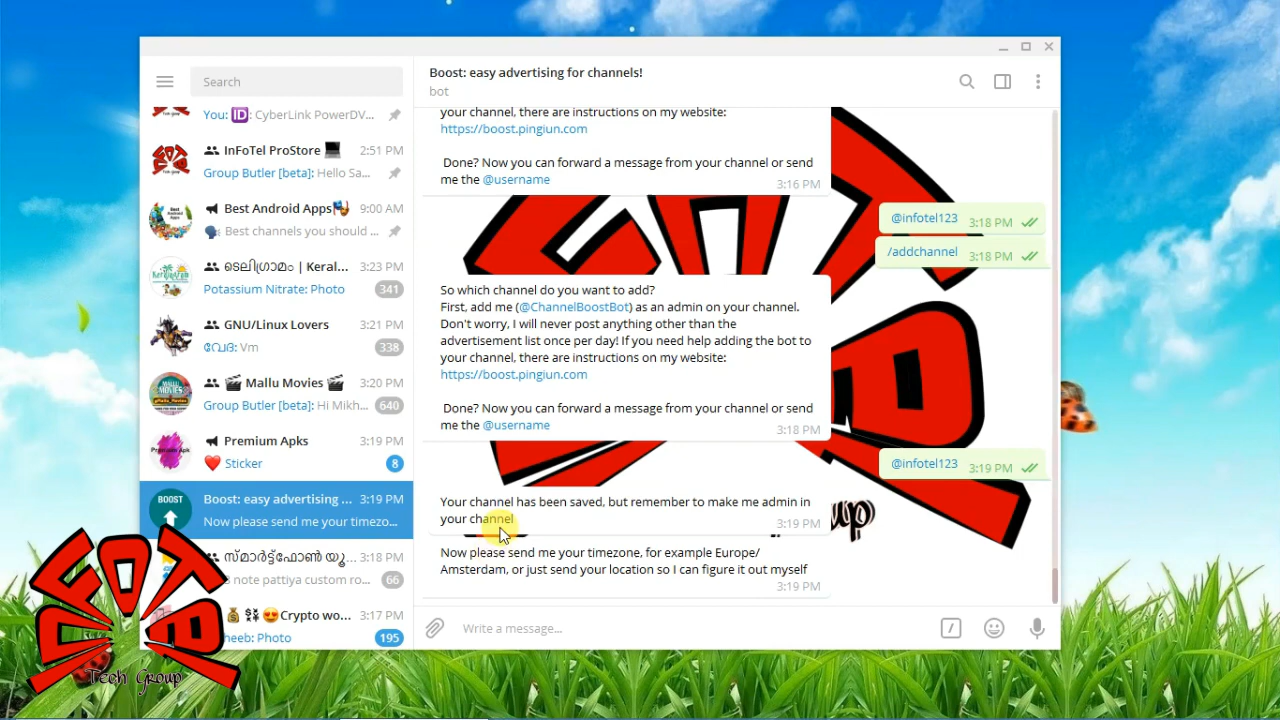 Search
You: 🆔: CyberLink PowerDV...
InFoTel ProStore 💻 2:51 PM
Group Butler [beta]: Hello Sa...
Best Android Apps 9:00 AM
🗣: Best channels you should ...
ടെലിഗ്രാമം | Keral... 3:23 PM
Potassium Nitrate: Photo 341
GNU/Linux Lovers 3:21 PM
വേദ: Vm 338
🎬 Mallu Movies 🎬 3:20 PM
Group Butler [beta]: Hi Mikh... 640
Premium Apks 3:19 PM
❤️ Sticker 8
BOOST
Boost: easy advertising ... 3:19 PM
Now please send me your timezo...
സ്മാർട്ട്ഫോൺ യൂ... 3:18 PM
3 note pattiya custom ro... 66
💰 💱 😍Crypto wo... 3:17 PM
heeb: Photo 195
Boost: easy advertising for channels!
bot
your channel, there are instructions on my website:
https://boost.pingiun.com
Done? Now you can forward a message from your channel or send
me the @username 3:16 PM
@infotel123 3:18 PM
/addchannel 3:18 PM
So which channel do you want to add?
First, add me (@ChannelBoostBot) as an admin on your channel.
Don't worry, I will never post anything other than the
advertisement list once per day! If you need help adding the bot to
your channel, there are instructions on my website:
https://boost.pingiun.com
Done? Now you can forward a message from your channel or send
me the @username 3:18 PM
@infotel123 3:19 PM
Your channel has been saved, but remember to make me admin in
your channel 3:19 PM
Now please send me your timezone, for example Europe/
Amsterdam, or just send your location so I can figure it out myself
3:19 PM
Write a message...
Tech Group